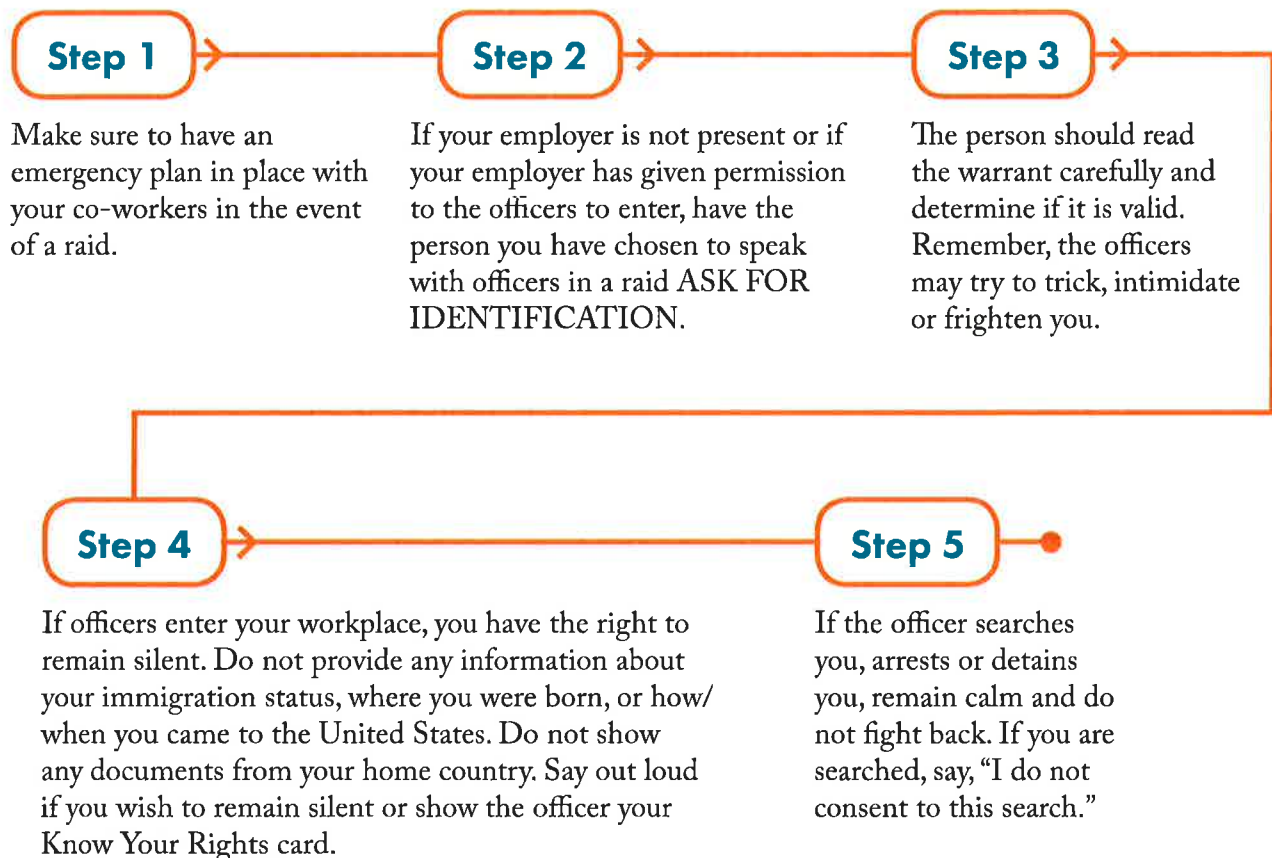 Step 1
Make sure to have an
emergency plan in place with
your co-workers in the event
of a raid.
Step 2
If your employer is not present or if
your employer has given permission
to the officers to enter, have the
person you have chosen to speak
with officers in a raid ASK FOR
IDENTIFICATION.
Step 3
The person should read
the warrant carefully and
determine if it is valid.
Remember, the officers
may try to trick, intimidate
or frighten you.
Step 4
If officers enter your workplace, you have the right to
remain silent. Do not provide any information about
your immigration status, where you were born, or how/
when you came to the United States. Do not show
any documents from your home country. Say out loud
if you wish to remain silent or show the officer your
Know Your Rights card.
Step 5
If the officer searches
you, arrests or detains
you, remain calm and do
not fight back. If you are
searched, say, “I do not
consent to this search.”